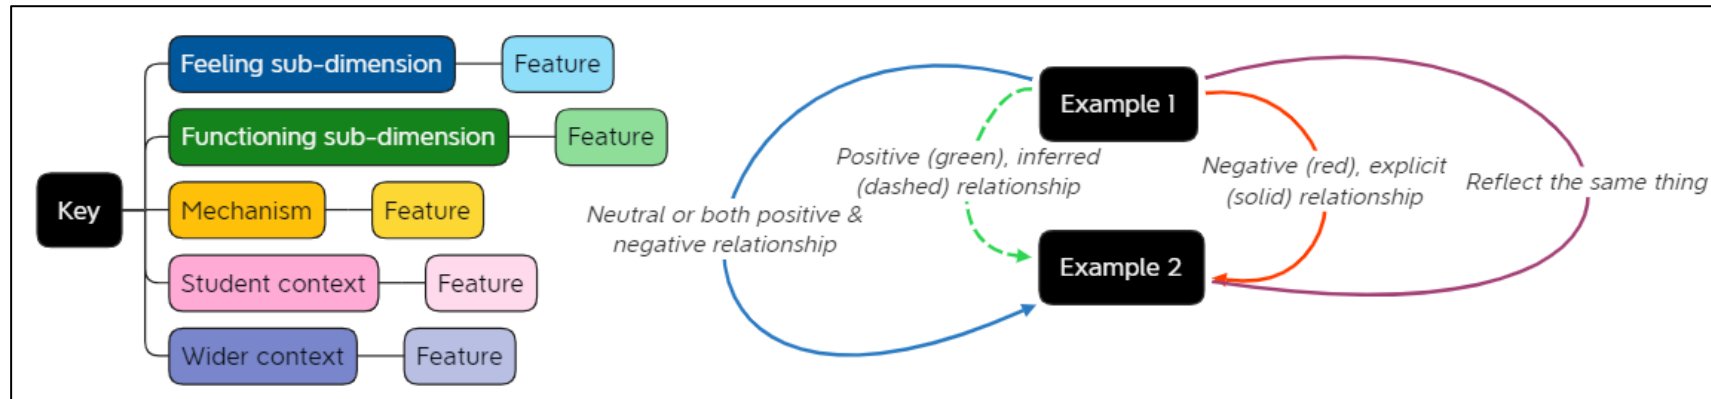 Key
Feeling sub-dimension
Feature
Functioning sub-dimension
Feature
Mechanism
Feature
Student context
Feature
Wider context
Feature
Example 1
Positive (green), inferred
(dashed) relationship
Negative (red), explicit
(solid) relationship
Reflect the same thing
Neutral or both positive &
negative relationship
Example 2